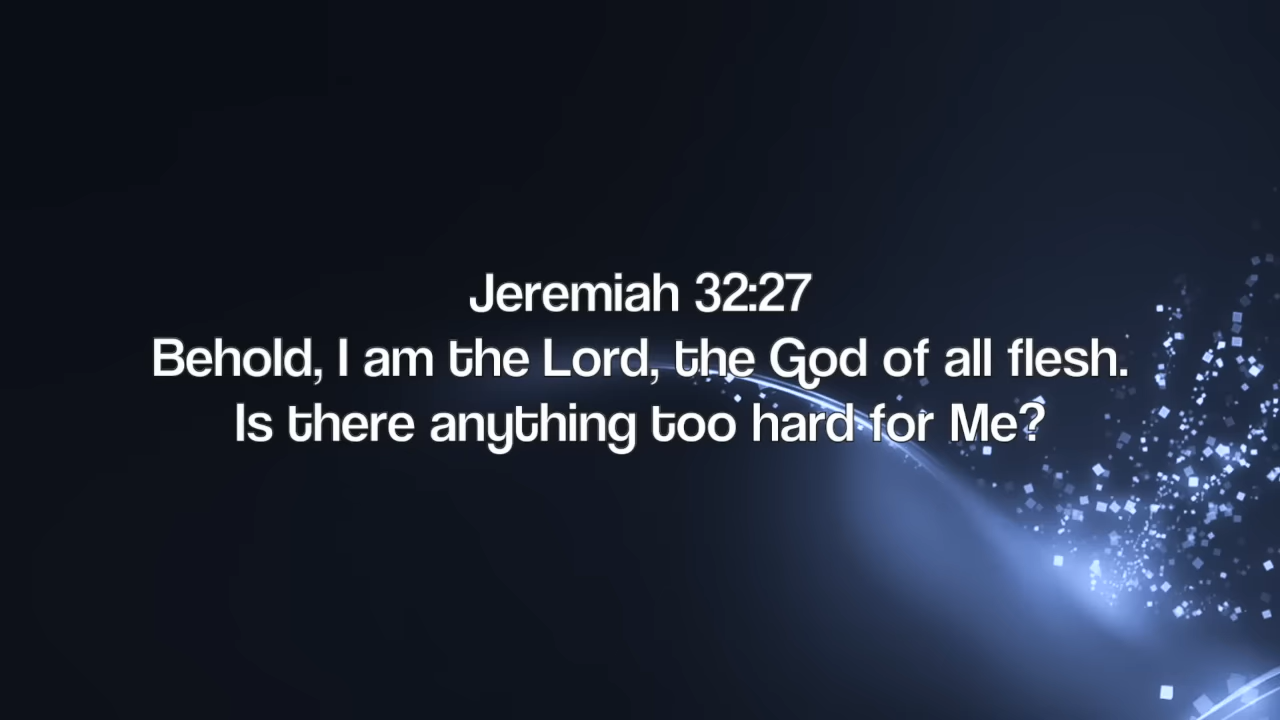 Jeremiah 32:27
Behold, I am the Lord, the God of all flesh.
Is there anything too hard for Me?